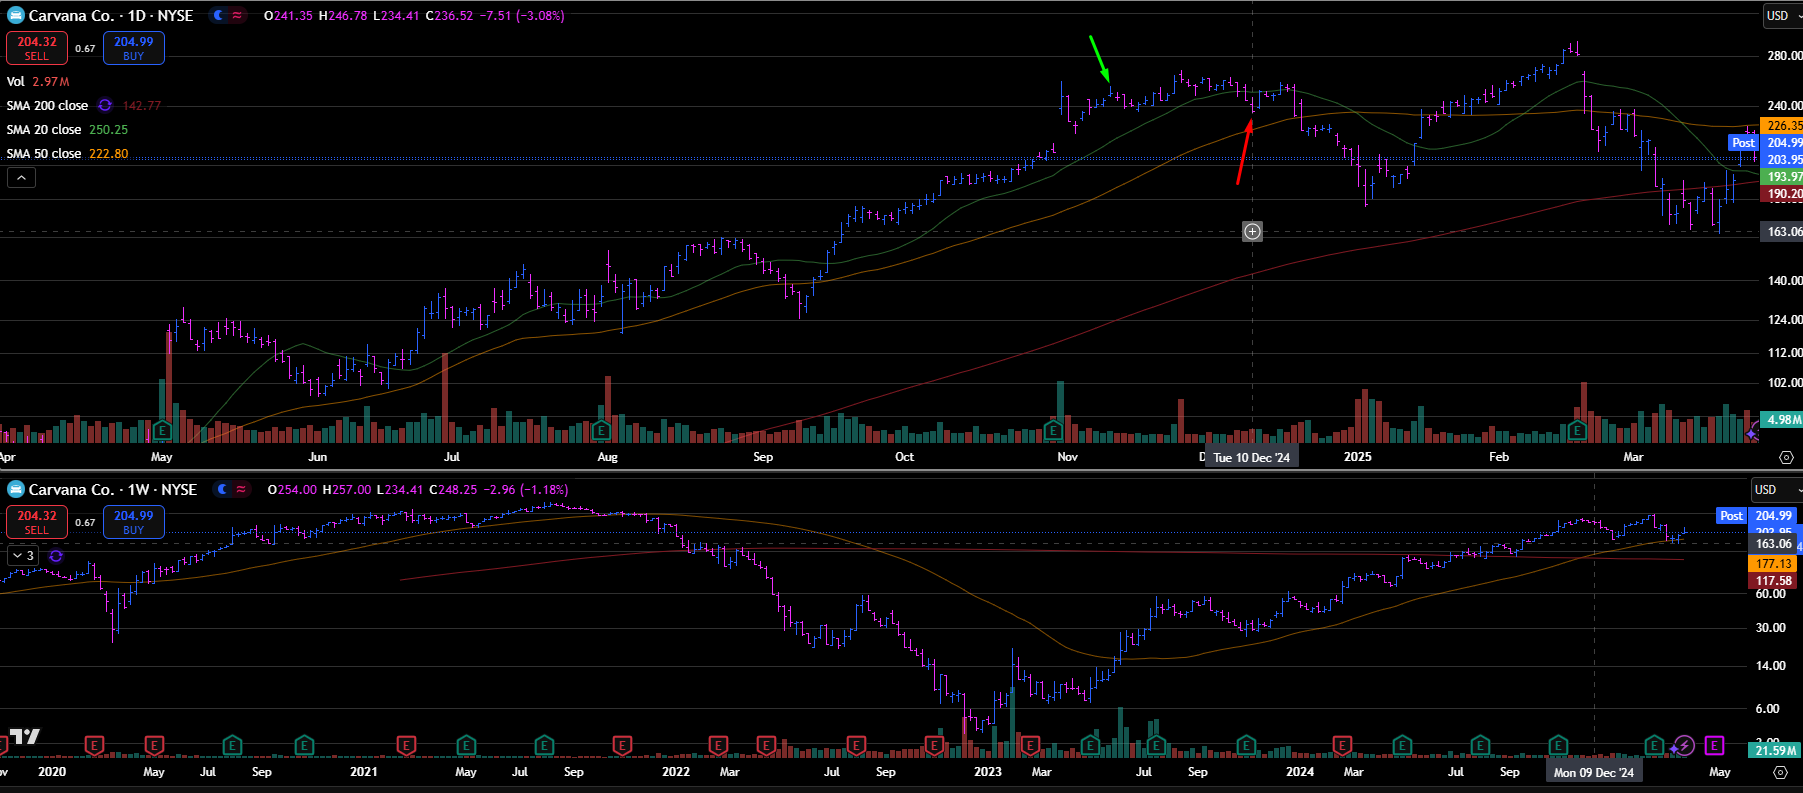 Carvana Co. · 1D · NYSE O241.35 H246.78 L234.41 C236.52 −7.51 (−3.08%)
USD
204.32 SELL 0.67 204.99 BUY
280.00
Vol 2.97M
SMA 200 close 142.77
240.00
SMA 20 close 250.25
226.35
SMA 50 close 222.80
Post 204.99
203.95
193.97
190.20
163.06
140.00
124.00
112.00
102.00
4.98M
E E E E
Apr May Jun Jul Aug Sep Oct Nov Tue 10 Dec '24 2025 Feb Mar
Carvana Co. · 1W · NYSE O254.00 H257.00 L234.41 C248.25 −2.96 (−1.18%)
USD
204.32 SELL 0.67 204.99 BUY
Post 204.99
3
163.06
177.13
117.58
60.00
30.00
14.00
6.00
E E E E E E E E E E E E E E E E E E E E E E
21.59M
2020 May Jul Sep 2021 May Jul Sep 2022 Mar Jul Sep 2023 Mar Jul Sep 2024 Mar Jul Sep Mon 09 Dec '24 May